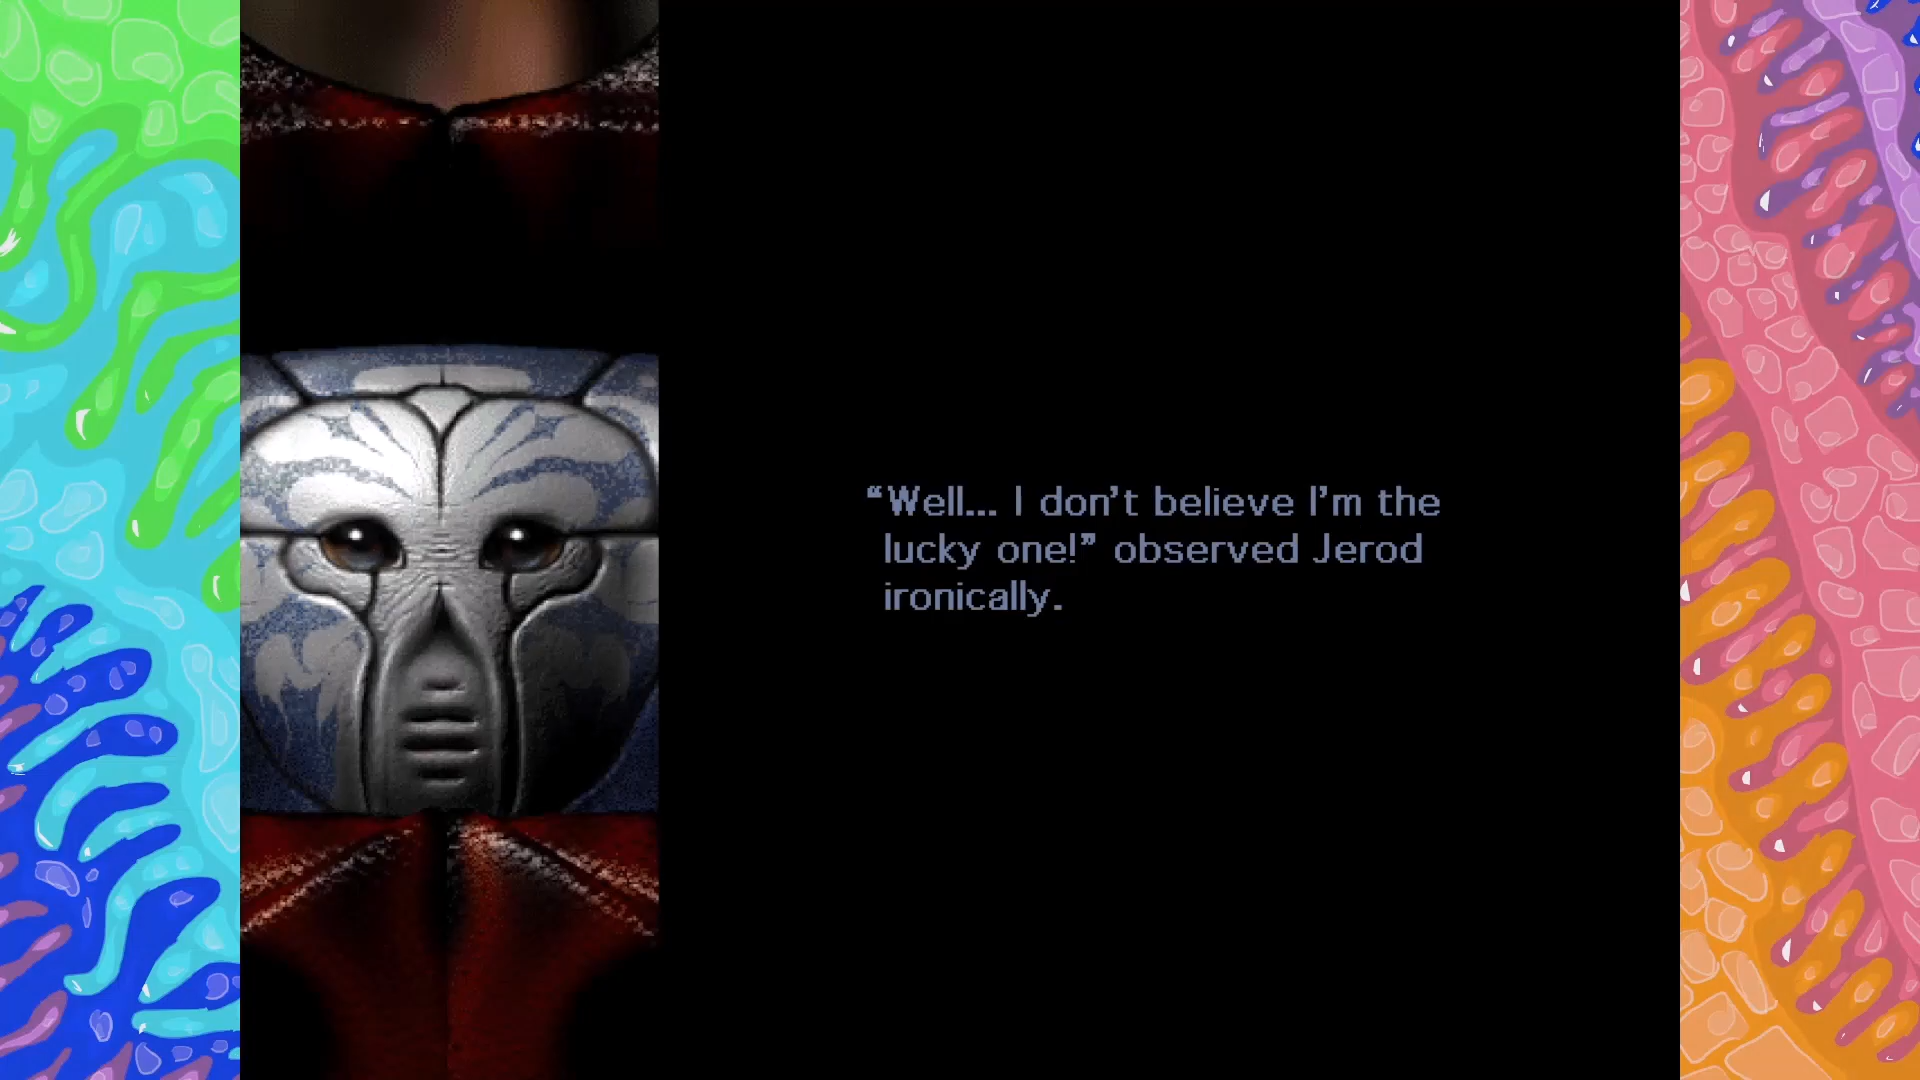 “Well... I don’t believe I’m the
lucky one!” observed Jerod
ironically.